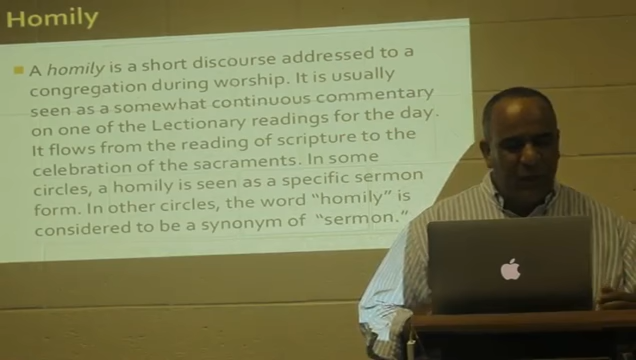 Homily
A homily is a short discourse addressed to a
congregation during worship. It is usually
seen as a somewhat continuous commentary
on one of the Lectionary readings for the day.
It flows from the reading of scripture to the
celebration of the sacraments. In some
circles, a homily is seen as a specific sermon
form. In other circles, the word "homily" is
considered to be a synonym of "sermon."